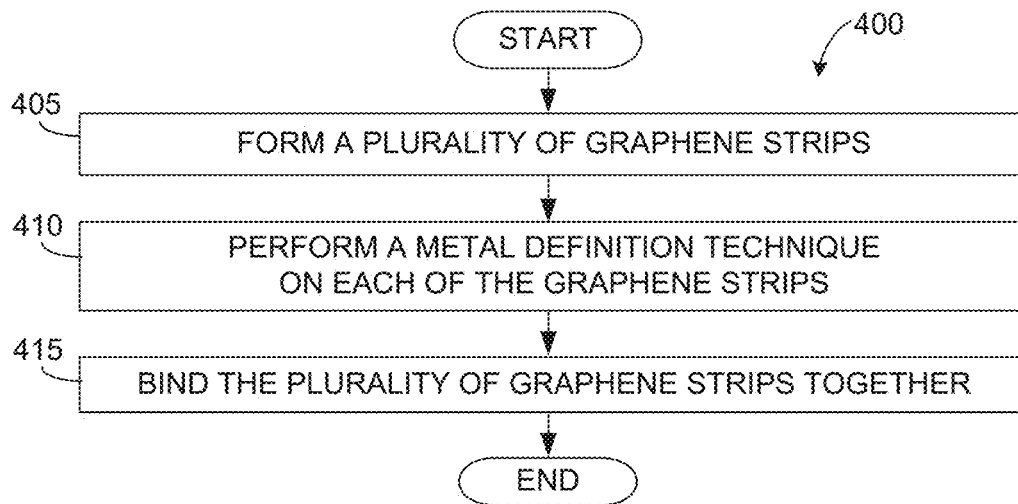 START
400
405
FORM A PLURALITY OF GRAPHENE STRIPS
410
PERFORM A METAL DEFINITION TECHNIQUE
ON EACH OF THE GRAPHENE STRIPS
415
BIND THE PLURALITY OF GRAPHENE STRIPS TOGETHER
END